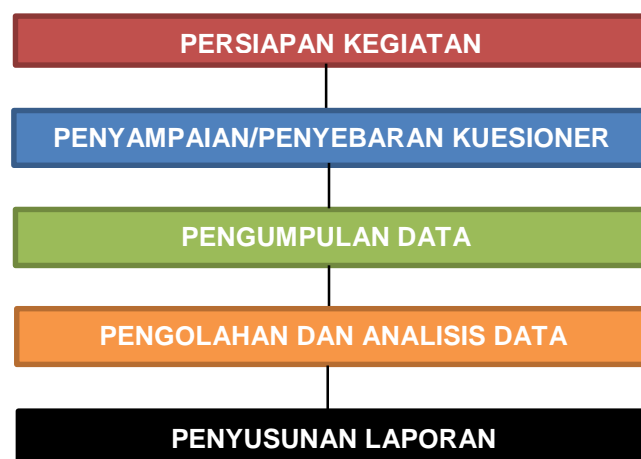 PERSIAPAN KEGIATAN
PENYAMPAIAN/PENYEBARAN KUESIONER
PENGUMPULAN DATA
PENGOLAHAN DAN ANALISIS DATA
PENYUSUNAN LAPORAN